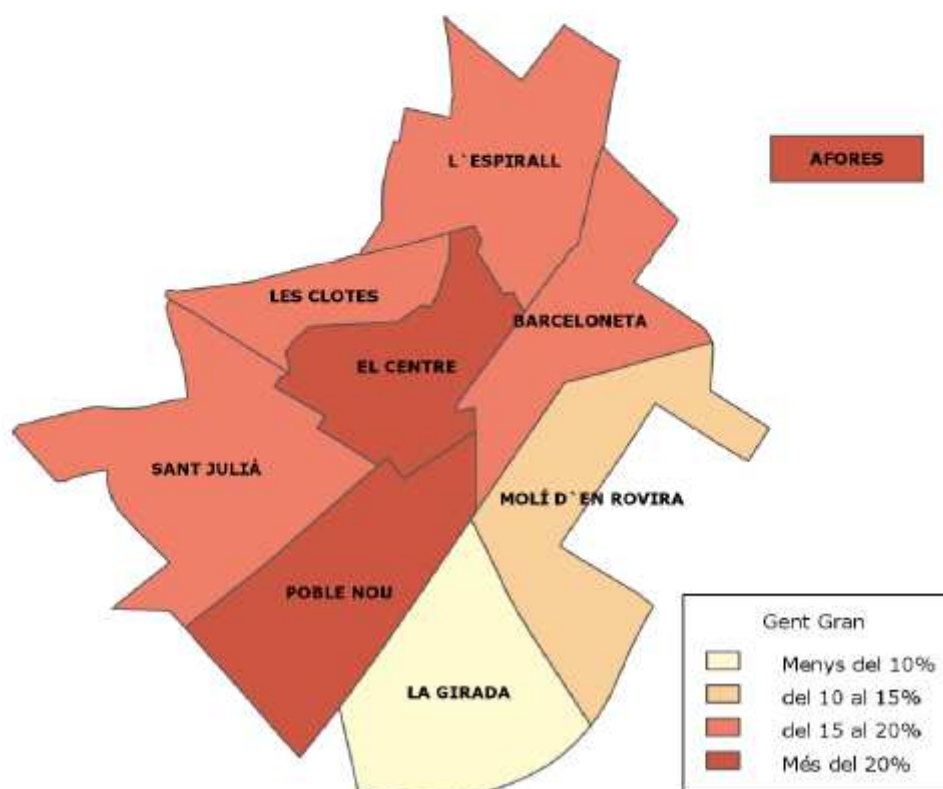 L`ESPIRALL
AFORES
LES CLOTES
BARCELONETA
EL CENTRE
SANT JULIÀ
MOLÍ D`EN ROVIRA
POBLE NOU
LA GIRADA
Gent Gran
Menys del 10%
del 10 al 15%
del 15 al 20%
Més del 20%